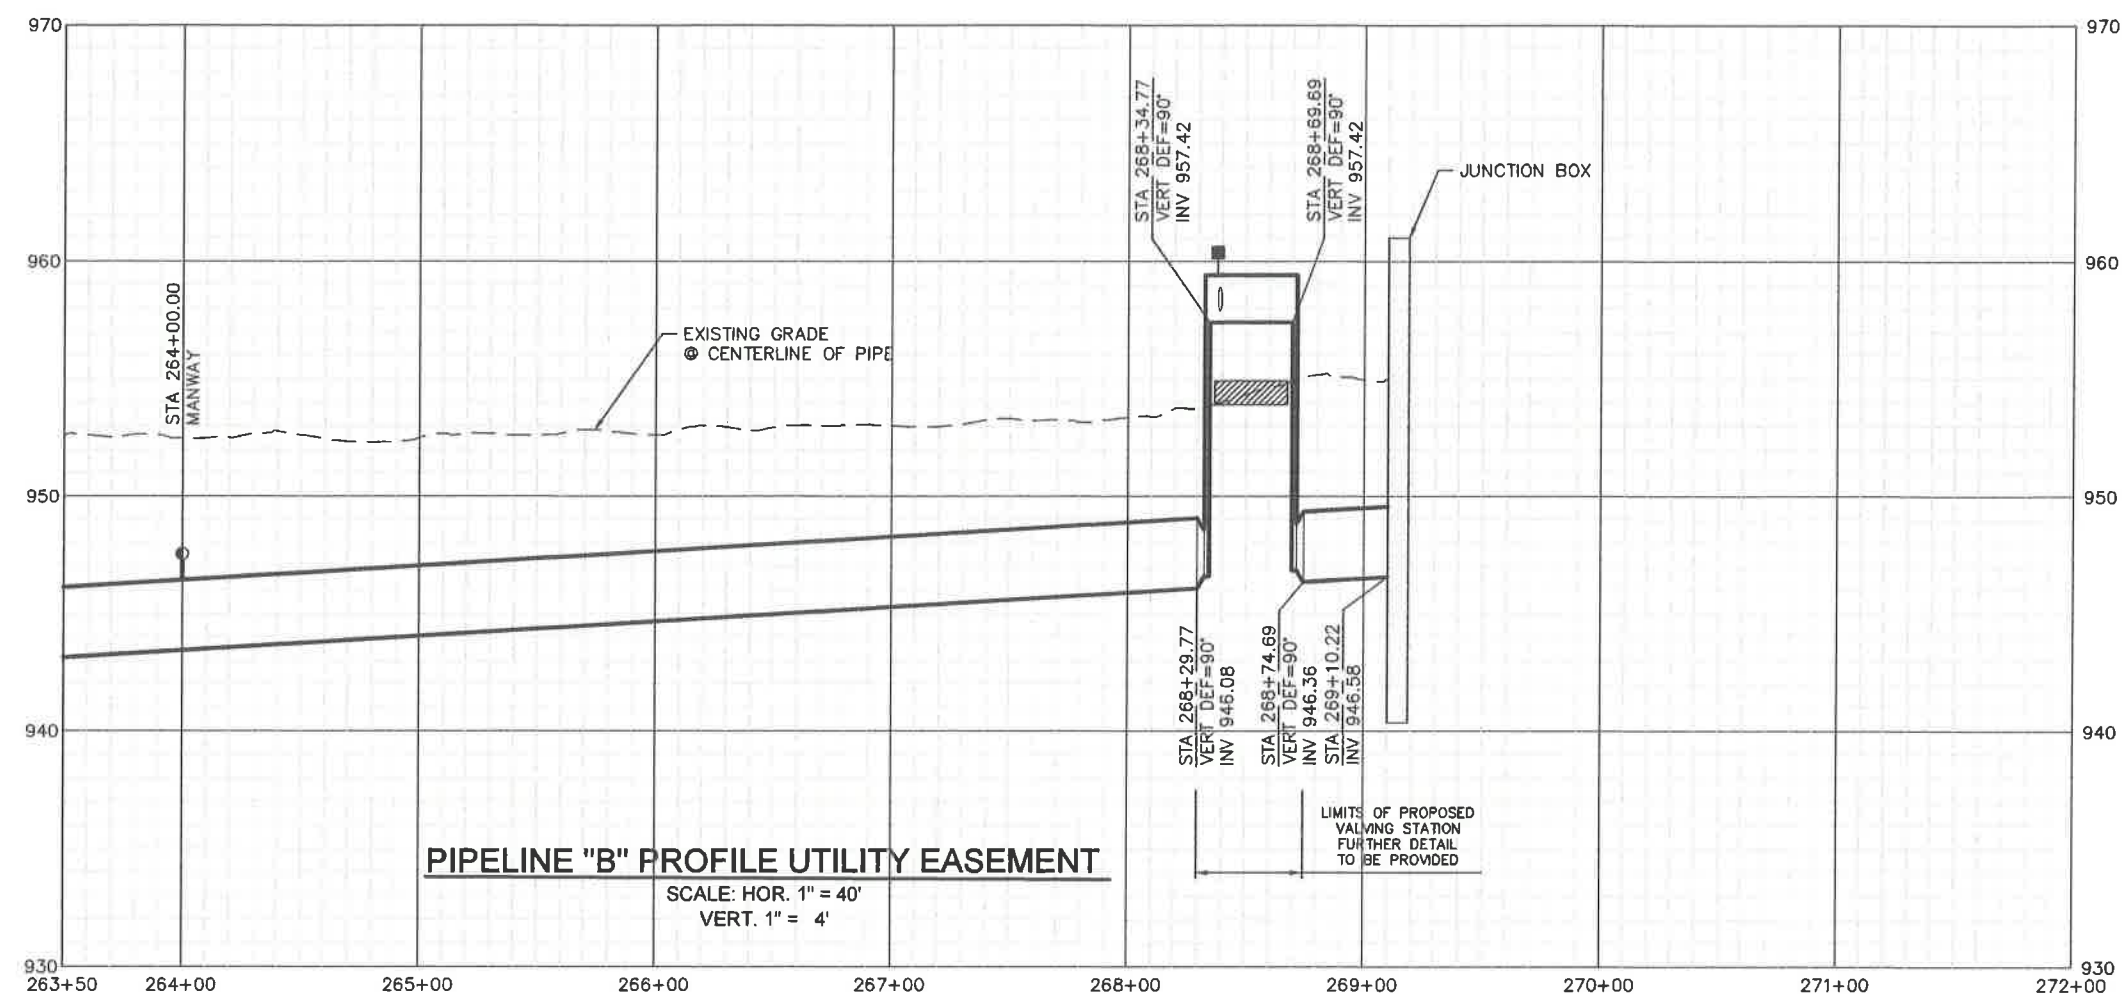 970
970
STA 268+34.77
VERT DEF=90°
INV 957.42
STA 268+69.69
VERT DEF=90°
INV 957.42
JUNCTION BOX
960
960
STA 264+00.00
MANWAY
EXISTING GRADE
@ CENTERLINE OF PIPE
950
950
STA 268+29.77
VERT DEF=90°
INV 946.08
STA 268+74.69
VERT DEF=90°
INV 946.36
STA 269+10.22
INV 946.58
940
940
LIMITS OF PROPOSED
VALVING STATION
FURTHER DETAIL
TO BE PROVIDED
PIPELINE "B" PROFILE UTILITY EASEMENT
SCALE: HOR. 1" = 40'
VERT. 1" = 4'
930
930
263+50
264+00
265+00
266+00
267+00
268+00
269+00
270+00
271+00
272+00